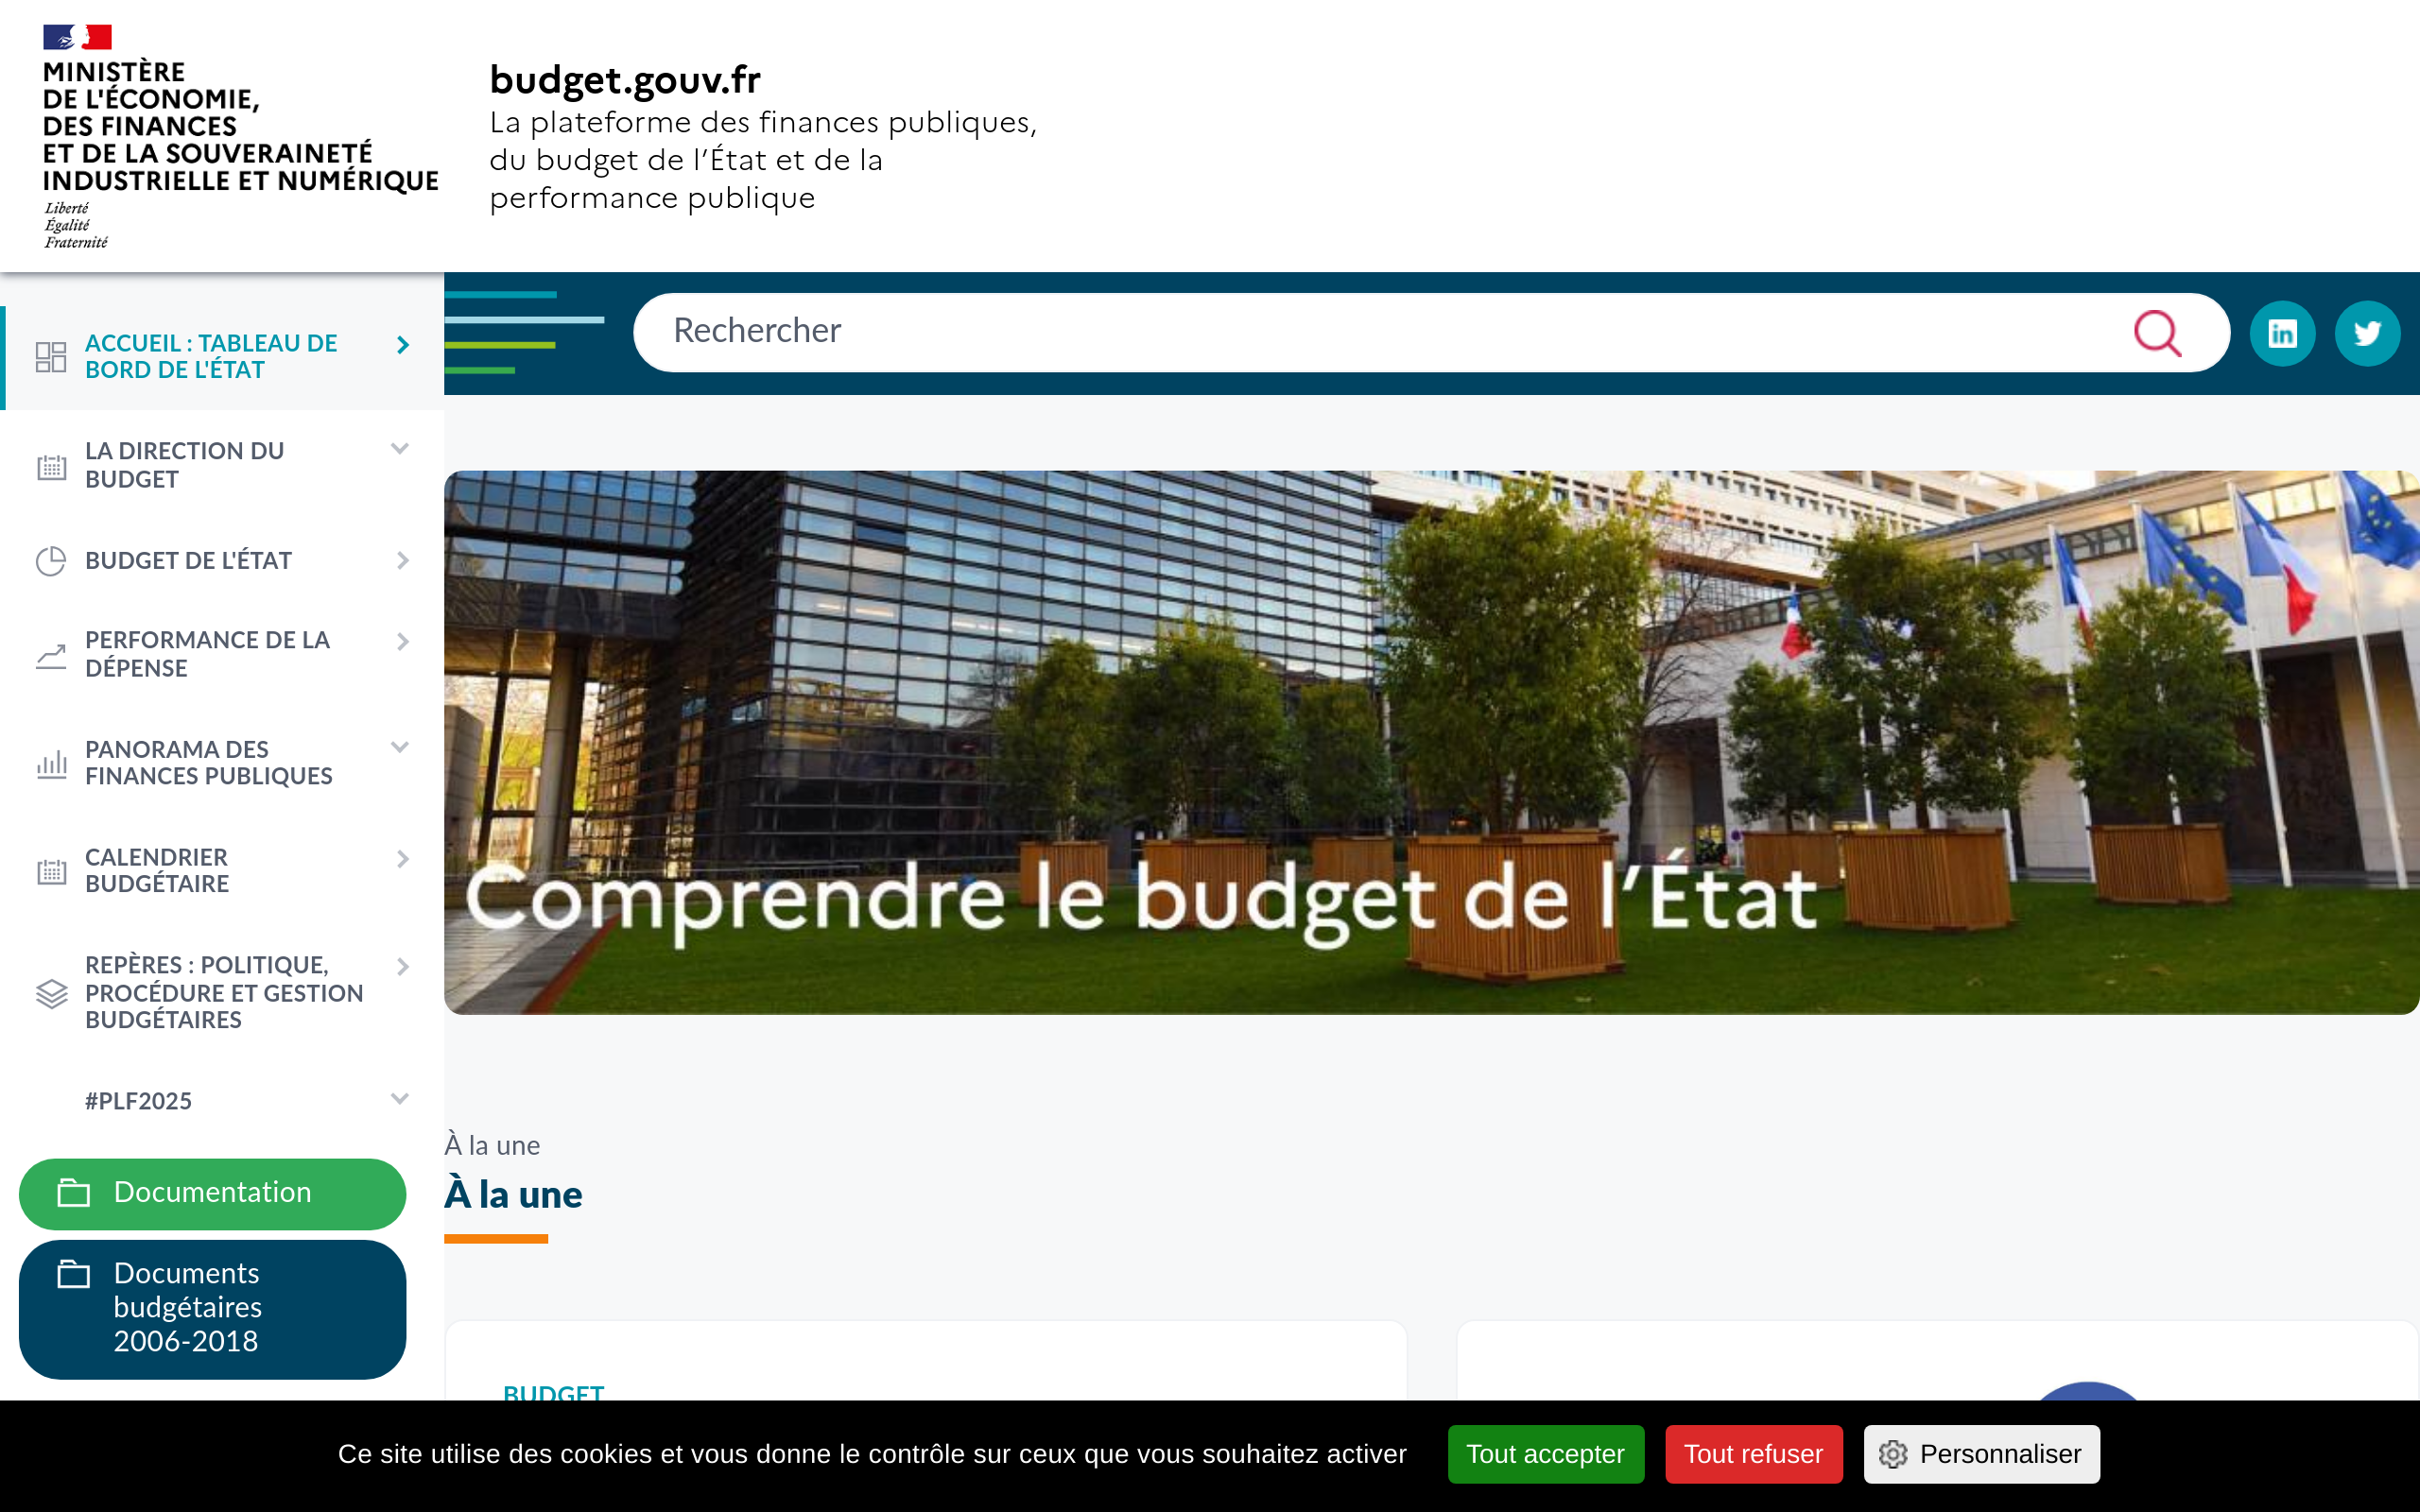 MINISTÈRE
DE L'ÉCONOMIE,
DES FINANCES
ET DE LA SOUVERAINETÉ
INDUSTRIELLE ET NUMÉRIQUE
Liberté
Égalité
Fraternité
budget.gouv.fr
La plateforme des finances publiques,
du budget de l’État et de la
performance publique
Rechercher
ACCUEIL : TABLEAU DE
BORD DE L'ÉTAT
LA DIRECTION DU
BUDGET
BUDGET DE L'ÉTAT
PERFORMANCE DE LA
DÉPENSE
PANORAMA DES
FINANCES PUBLIQUES
CALENDRIER
BUDGÉTAIRE
REPÈRES : POLITIQUE,
PROCÉDURE ET GESTION
BUDGÉTAIRES
#PLF2025
Documentation
Documents
budgétaires
2006-2018
Comprendre le budget de l’État
À la une
À la une
BUDGET
Ce site utilise des cookies et vous donne le contrôle sur ceux que vous souhaitez activer
Tout accepter
Tout refuser
Personnaliser